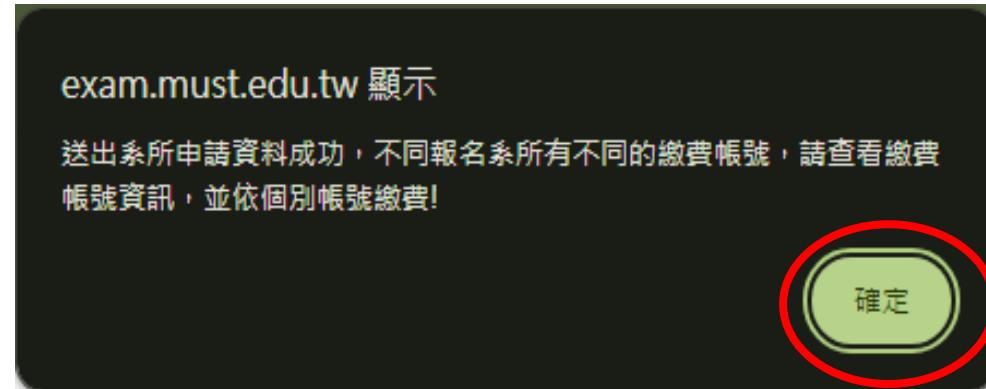 exam.must.edu.tw 顯示
送出系所申請資料成功，不同報名系所有不同的繳費帳號，請查看繳費
帳號資訊，並依個別帳號繳費!
確定